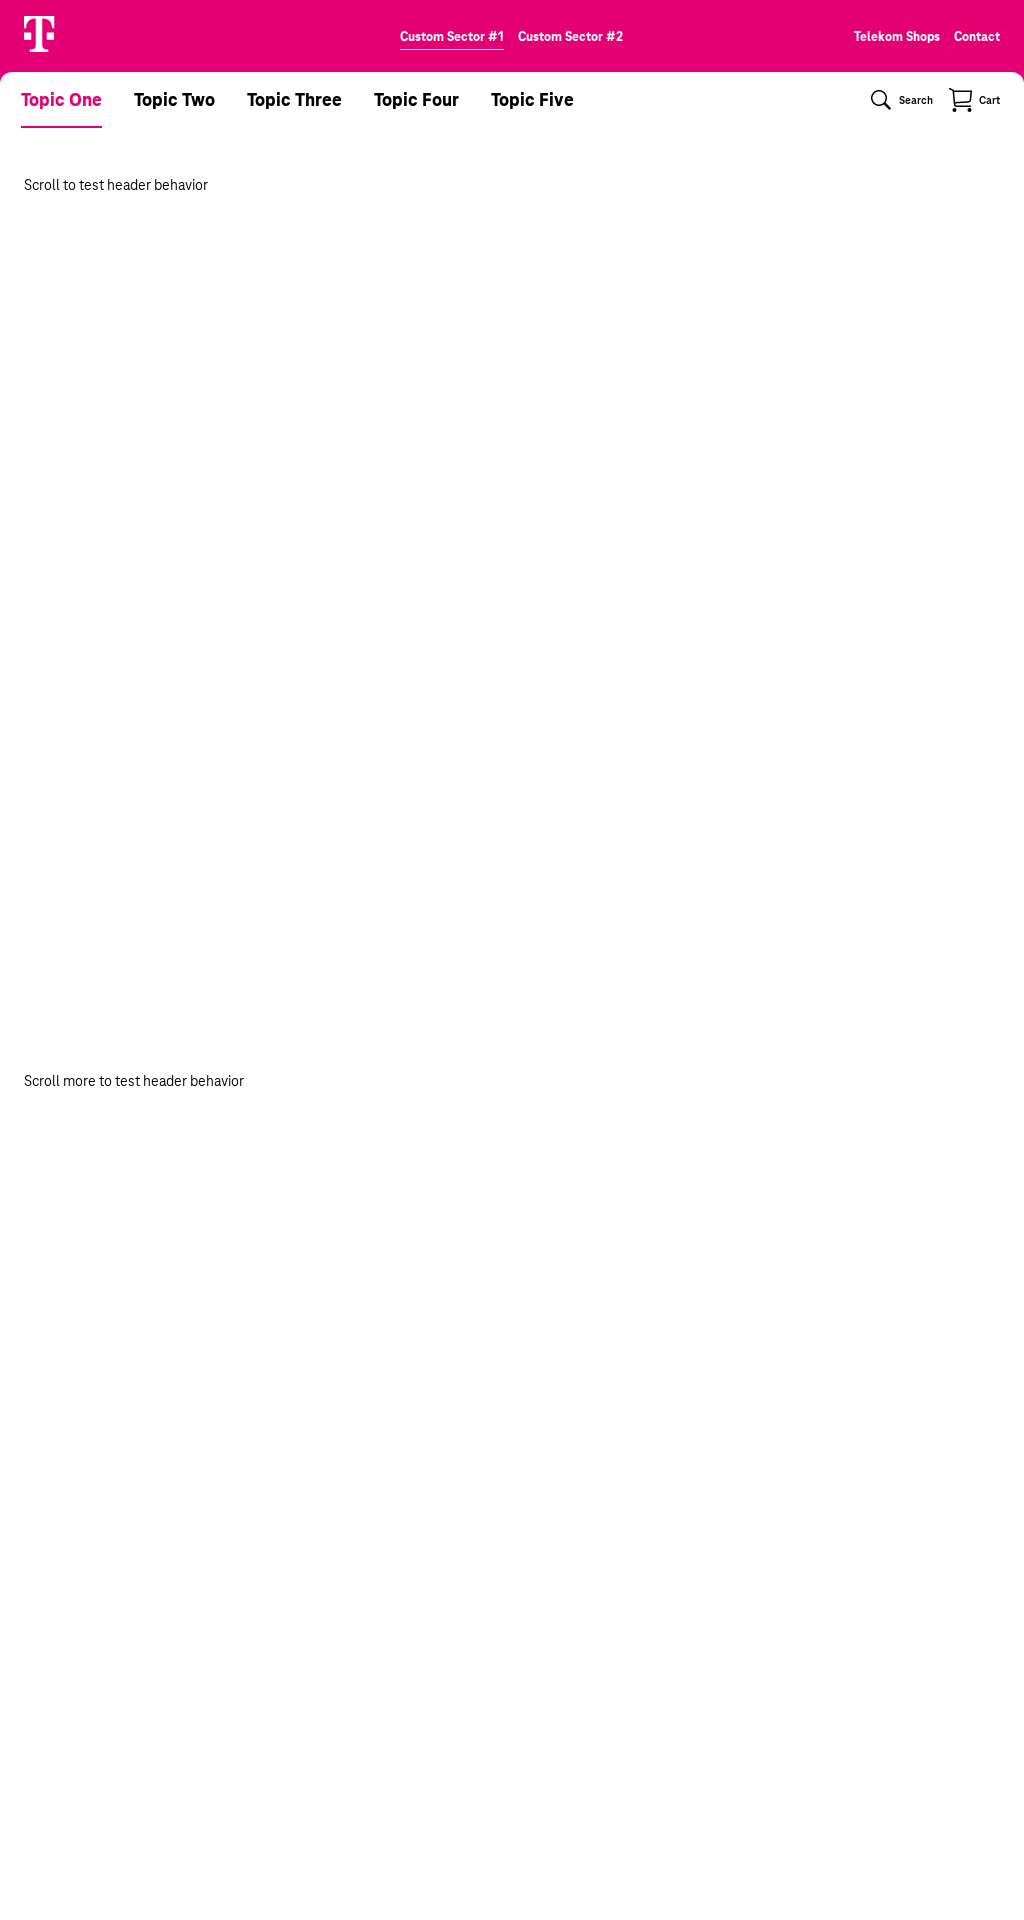 T Custom Sector #1 Custom Sector #2 Telekom Shops Contact
Topic One Topic Two Topic Three Topic Four Topic Five Search Cart
Scroll to test header behavior
Scroll more to test header behavior